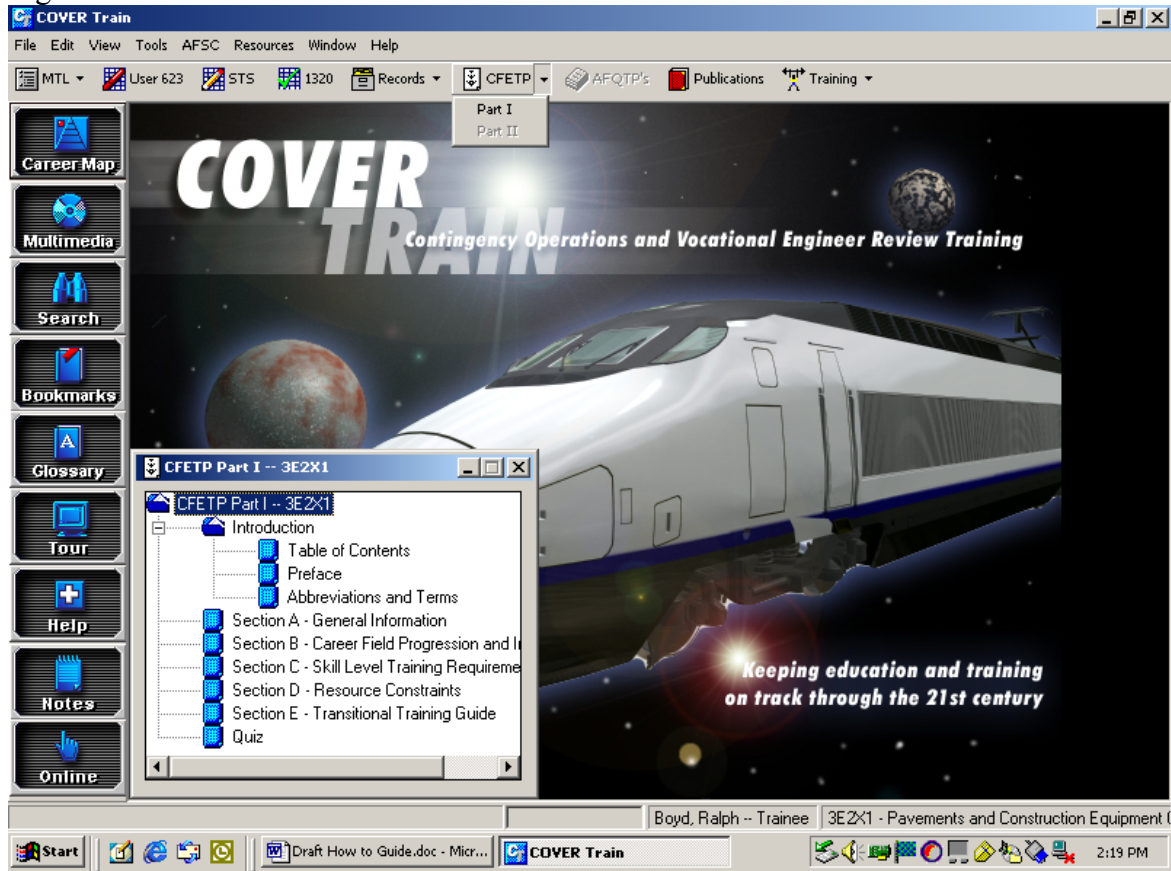 COVER Train
File Edit View Tools AFSC Resources Window Help
MTL User 623 STS 1320 Records CFETP AFQTP's Publications Training
Part I
Part II
Career Map
Multimedia
Search
Bookmarks
Glossary
Tour
Help
Notes
Online
COVER
TRAIN
Contingency Operations and Vocational Engineer Review Training
CFETP Part I -- 3E2X1
CFETP Part I -- 3E2X1
Introduction
Table of Contents
Preface
Abbreviations and Terms
Section A - General Information
Section B - Career Field Progression and I
Section C - Skill Level Training Requireme
Section D - Resource Constraints
Section E - Transitional Training Guide
Quiz
Keeping education and training
on track through the 21st century
Boyd, Ralph -- Trainee 3E2X1 - Pavements and Construction Equipment
Start Draft How to Guide.doc - Micr... COVER Train 2:19 PM